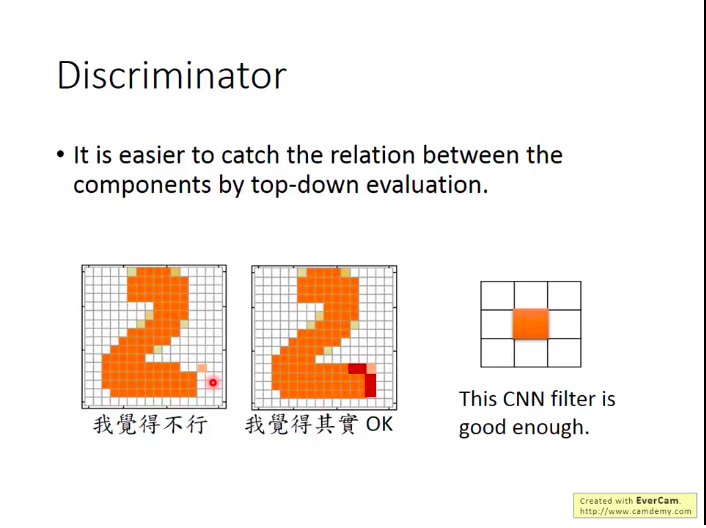 Discriminator
• It is easier to catch the relation between the
components by top-down evaluation.
我覺得不行
我覺得其實 OK
This CNN filter is
good enough.
Created with EverCam.
http://www.camdemy.com